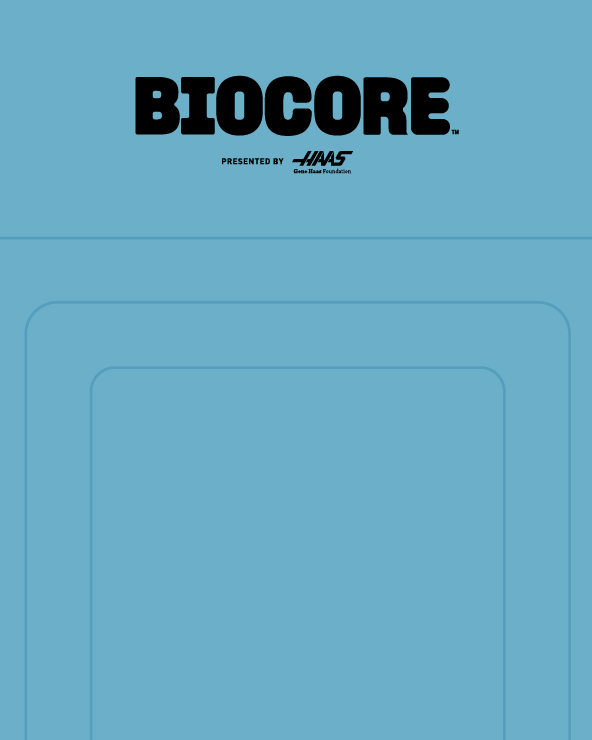 BIOCORE™
PRESENTED BY HAAS
Gene Haas Foundation